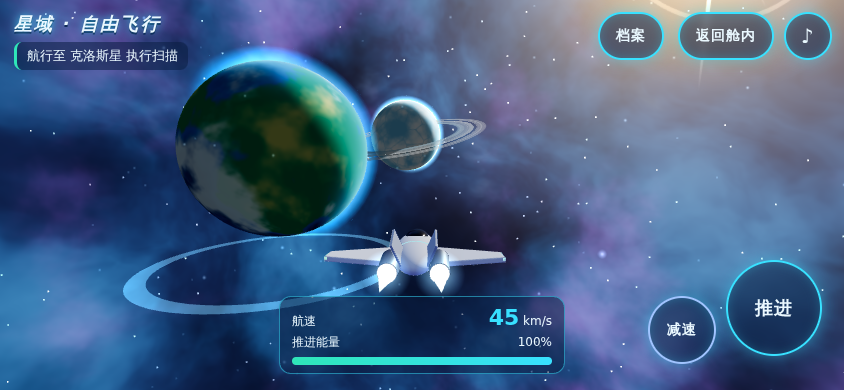 星域 · 自由飞行
航行至 克洛斯星 执行扫描
档案
返回舱内
♪
航速 45 km/s
推进能量 100%
减速
推进